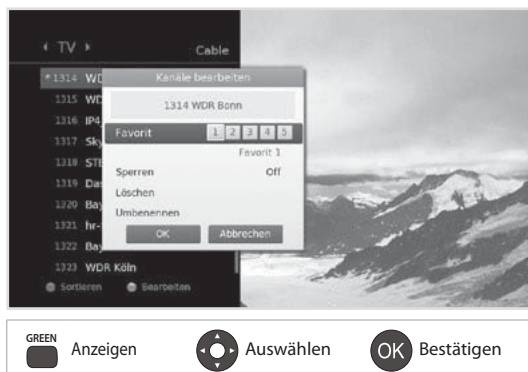 TV
Cable
*1314 WD
Kanäle bearbeiten
1315 WD
1314 WDR Bonn
1316 IP4
1317 Sky
Favorit 1 2 3 4 5
Favorit 1
1318 STE
Sperren Off
1319 Das
Löschen
1320 Bay
Umbenennen
1321 hr-
OK Abbrechen
1322 Bay
1323 WDR Köln
Sortieren Bearbeiten
GREEN Anzeigen
Auswählen
OK Bestätigen